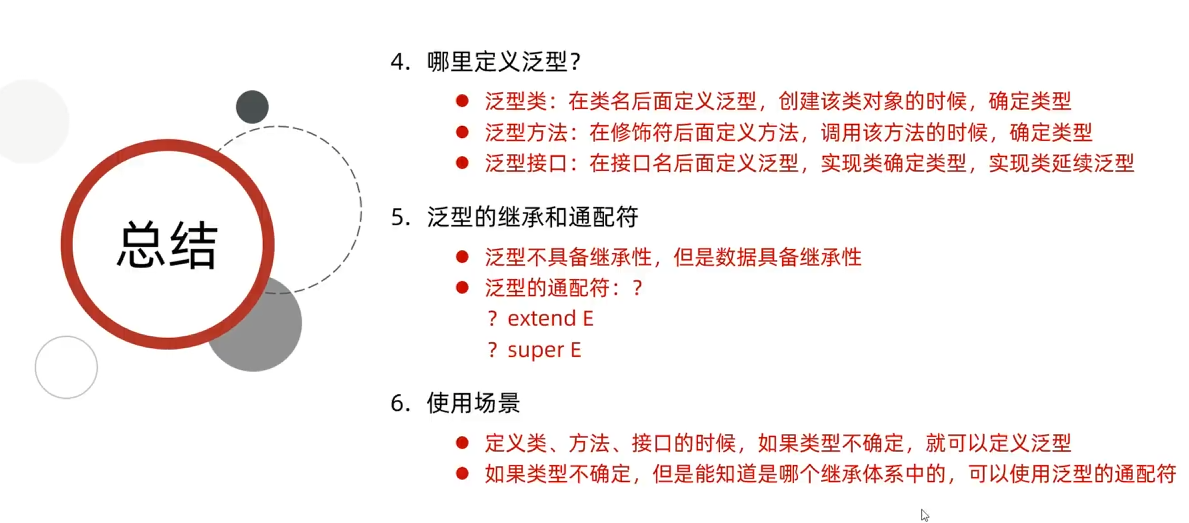 总结
4. 哪里定义泛型？
● 泛型类：在类名后面定义泛型，创建该类对象的时候，确定类型
● 泛型方法：在修饰符后面定义方法，调用该方法的时候，确定类型
● 泛型接口：在接口名后面定义泛型，实现类确定类型，实现类延续泛型
5. 泛型的继承和通配符
● 泛型不具备继承性，但是数据具备继承性
● 泛型的通配符：？
？extend E
？super E
6. 使用场景
● 定义类、方法、接口的时候，如果类型不确定，就可以定义泛型
● 如果类型不确定，但是能知道是哪个继承体系中的，可以使用泛型的通配符